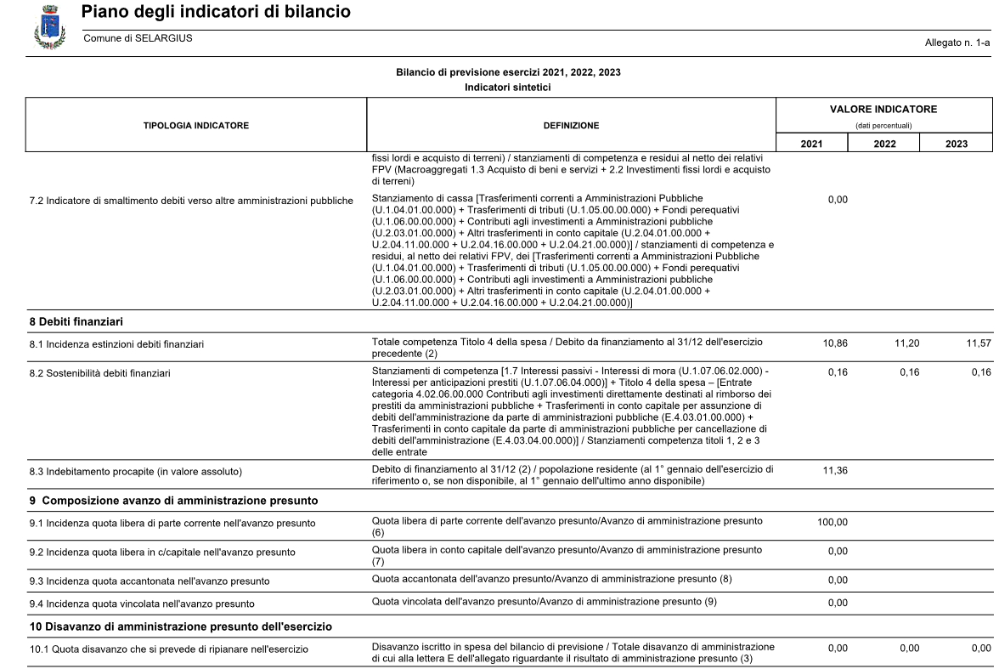 Piano degli indicatori di bilancio
Comune di SELARGIUS
Allegato n. 1-a
Bilancio di previsione esercizi 2021, 2022, 2023
Indicatori sintetici
TIPOLOGIA INDICATORE
DEFINIZIONE
VALORE INDICATORE
(dati percentuali)
2021 2022 2023
fissi lordi e acquisto di terreni) / stanziamenti di competenza e residui al netto dei relativi
FPV (Macroaggregati 1.3 Acquisto di beni e servizi + 2.2 Investimenti fissi lordi e acquisto
di terreni)
7.2 Indicatore di smaltimento debiti verso altre amministrazioni pubbliche
Stanziamento di cassa [Trasferimenti correnti a Amministrazioni Pubbliche
(U.1.04.01.00.000) + Trasferimenti di tributi (U.1.05.00.00.000) + Fondi perequativi
(U.1.06.00.00.000) + Contributi agli investimenti a Amministrazioni pubbliche
(U.2.03.01.00.000) + Altri trasferimenti in conto capitale (U.2.04.01.00.000 +
U.2.04.11.00.000 + U.2.04.16.00.000 + U.2.04.21.00.000)] / stanziamenti di competenza e
residui, al netto dei relativi FPV, dei [Trasferimenti correnti a Amministrazioni Pubbliche
(U.1.04.01.00.000) + Trasferimenti di tributi (U.1.05.00.00.000) + Fondi perequativi
(U.1.06.00.00.000) + Contributi agli investimenti a Amministrazioni pubbliche
(U.2.03.01.00.000) + Altri trasferimenti in conto capitale (U.2.04.01.00.000 +
U.2.04.11.00.000 + U.2.04.16.00.000 + U.2.04.21.00.000)]
0,00
8 Debiti finanziari
8.1 Incidenza estinzioni debiti finanziari
Totale competenza Titolo 4 della spesa / Debito da finanziamento al 31/12 dell'esercizio
precedente (2)
10,86 11,20 11,57
8.2 Sostenibilità debiti finanziari
Stanziamenti di competenza [1.7 Interessi passivi - Interessi di mora (U.1.07.06.02.000) -
Interessi per anticipazioni prestiti (U.1.07.06.04.000)] + Titolo 4 della spesa – [Entrate
categoria 4.02.06.00.000 Contributi agli investimenti direttamente destinati al rimborso dei
prestiti da amministrazioni pubbliche + Trasferimenti in conto capitale per assunzione di
debiti dell'amministrazione da parte di amministrazioni pubbliche (E.4.03.01.00.000) +
Trasferimenti in conto capitale da parte di amministrazioni pubbliche per cancellazione di
debiti dell'amministrazione (E.4.03.04.00.000)] / Stanziamenti competenza titoli 1, 2 e 3
delle entrate
0,16 0,16 0,16
8.3 Indebitamento procapite (in valore assoluto)
Debito di finanziamento al 31/12 (2) / popolazione residente (al 1° gennaio dell'esercizio di
riferimento o, se non disponibile, al 1° gennaio dell'ultimo anno disponibile)
11,36
9 Composizione avanzo di amministrazione presunto
9.1 Incidenza quota libera di parte corrente nell'avanzo presunto
Quota libera di parte corrente dell'avanzo presunto/Avanzo di amministrazione presunto
(6)
100,00
9.2 Incidenza quota libera in c/capitale nell'avanzo presunto
Quota libera in conto capitale dell'avanzo presunto/Avanzo di amministrazione presunto
(7)
0,00
9.3 Incidenza quota accantonata nell'avanzo presunto
Quota accantonata dell'avanzo presunto/Avanzo di amministrazione presunto (8)
0,00
9.4 Incidenza quota vincolata nell'avanzo presunto
Quota vincolata dell'avanzo presunto/Avanzo di amministrazione presunto (9)
0,00
10 Disavanzo di amministrazione presunto dell'esercizio
10.1 Quota disavanzo che si prevede di ripianare nell'esercizio
Disavanzo iscritto in spesa del bilancio di previsione / Totale disavanzo di amministrazione
di cui alla lettera E dell'allegato riguardante il risultato di amministrazione presunto (3)
0,00 0,00 0,00